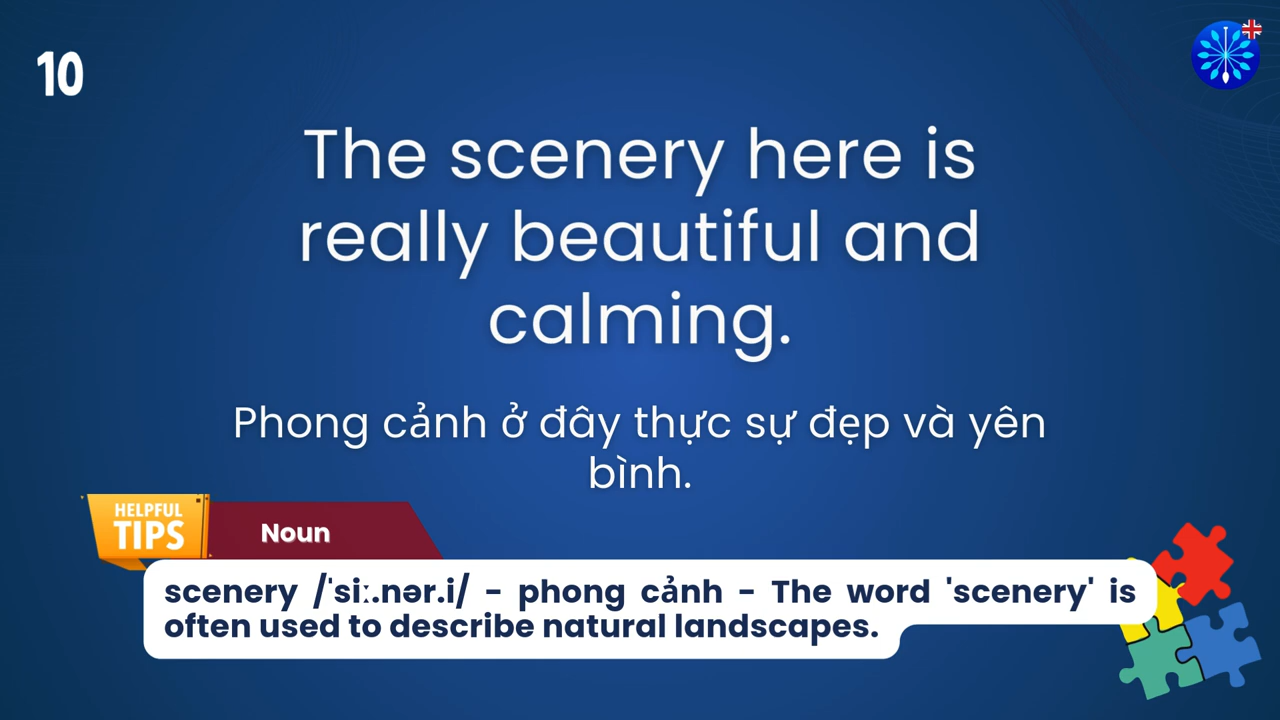 10
The scenery here is
really beautiful and
calming.
Phong cảnh ở đây thực sự đẹp và yên
bình.
HELPFUL
TIPS
Noun
scenery /ˈsiː.nər.i/ - phong cảnh - The word 'scenery' is
often used to describe natural landscapes.